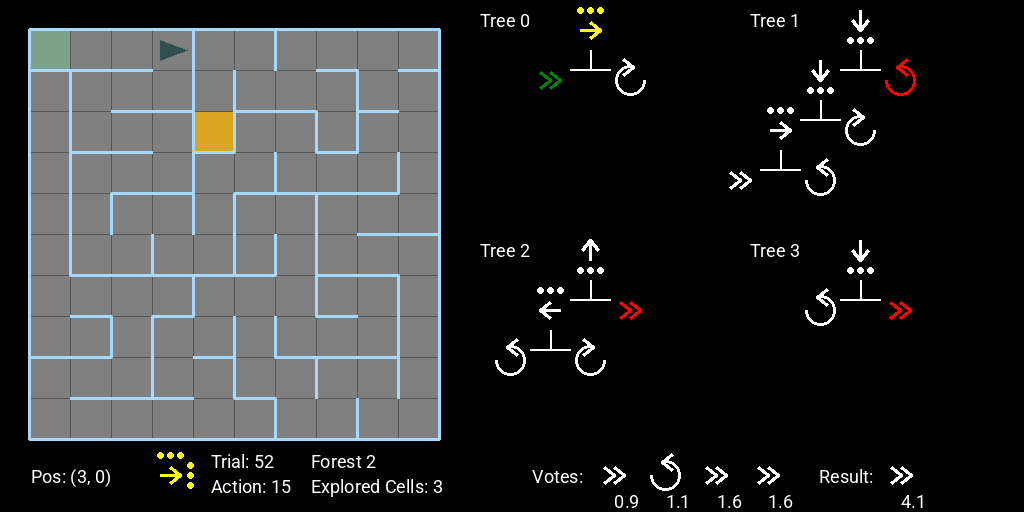 Tree 0
Tree 1
Tree 2
Tree 3
Pos: (3, 0)
Trial: 52
Forest 2
Action: 15
Explored Cells: 3
Votes:
0.9
1.1
1.6
1.6
Result:
4.1